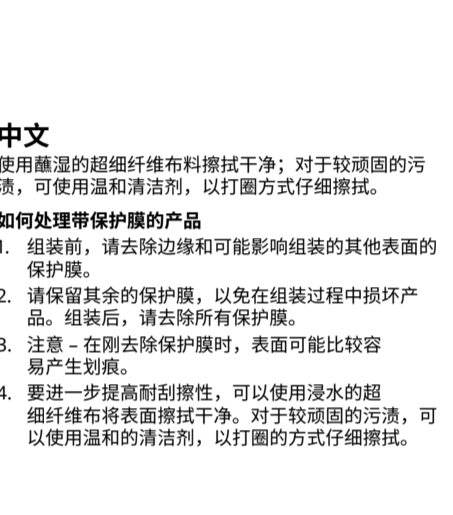 中文
使用蘸湿的超细纤维布料擦拭干净；对于较顽固的污
渍，可使用温和清洁剂，以打圈方式仔细擦拭。
如何处理带保护膜的产品
1. 组装前，请去除边缘和可能影响组装的其他表面的
保护膜。
2. 请保留其余的保护膜，以免在组装过程中损坏产
品。组装后，请去除所有保护膜。
3. 注意 – 在刚去除保护膜时，表面可能比较容
易产生划痕。
4. 要进一步提高耐刮擦性，可以使用浸水的超
细纤维布将表面擦拭干净。对于较顽固的污渍，可
以使用温和的清洁剂，以打圈的方式仔细擦拭。